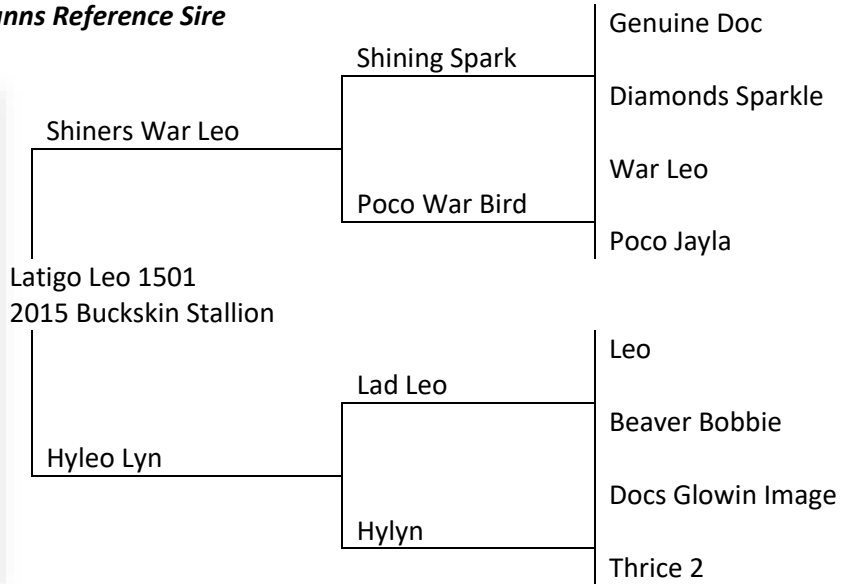 Reference Sire
Genuine Doc
Shining Spark
Diamonds Sparkle
Shiners War Leo
War Leo
Poco War Bird
Poco Jayla
Latigo Leo 1501
2015 Buckskin Stallion
Leo
Lad Leo
Beaver Bobbie
Hyleo Lyn
Docs Glowin Image
Hylyn
Thrice 2